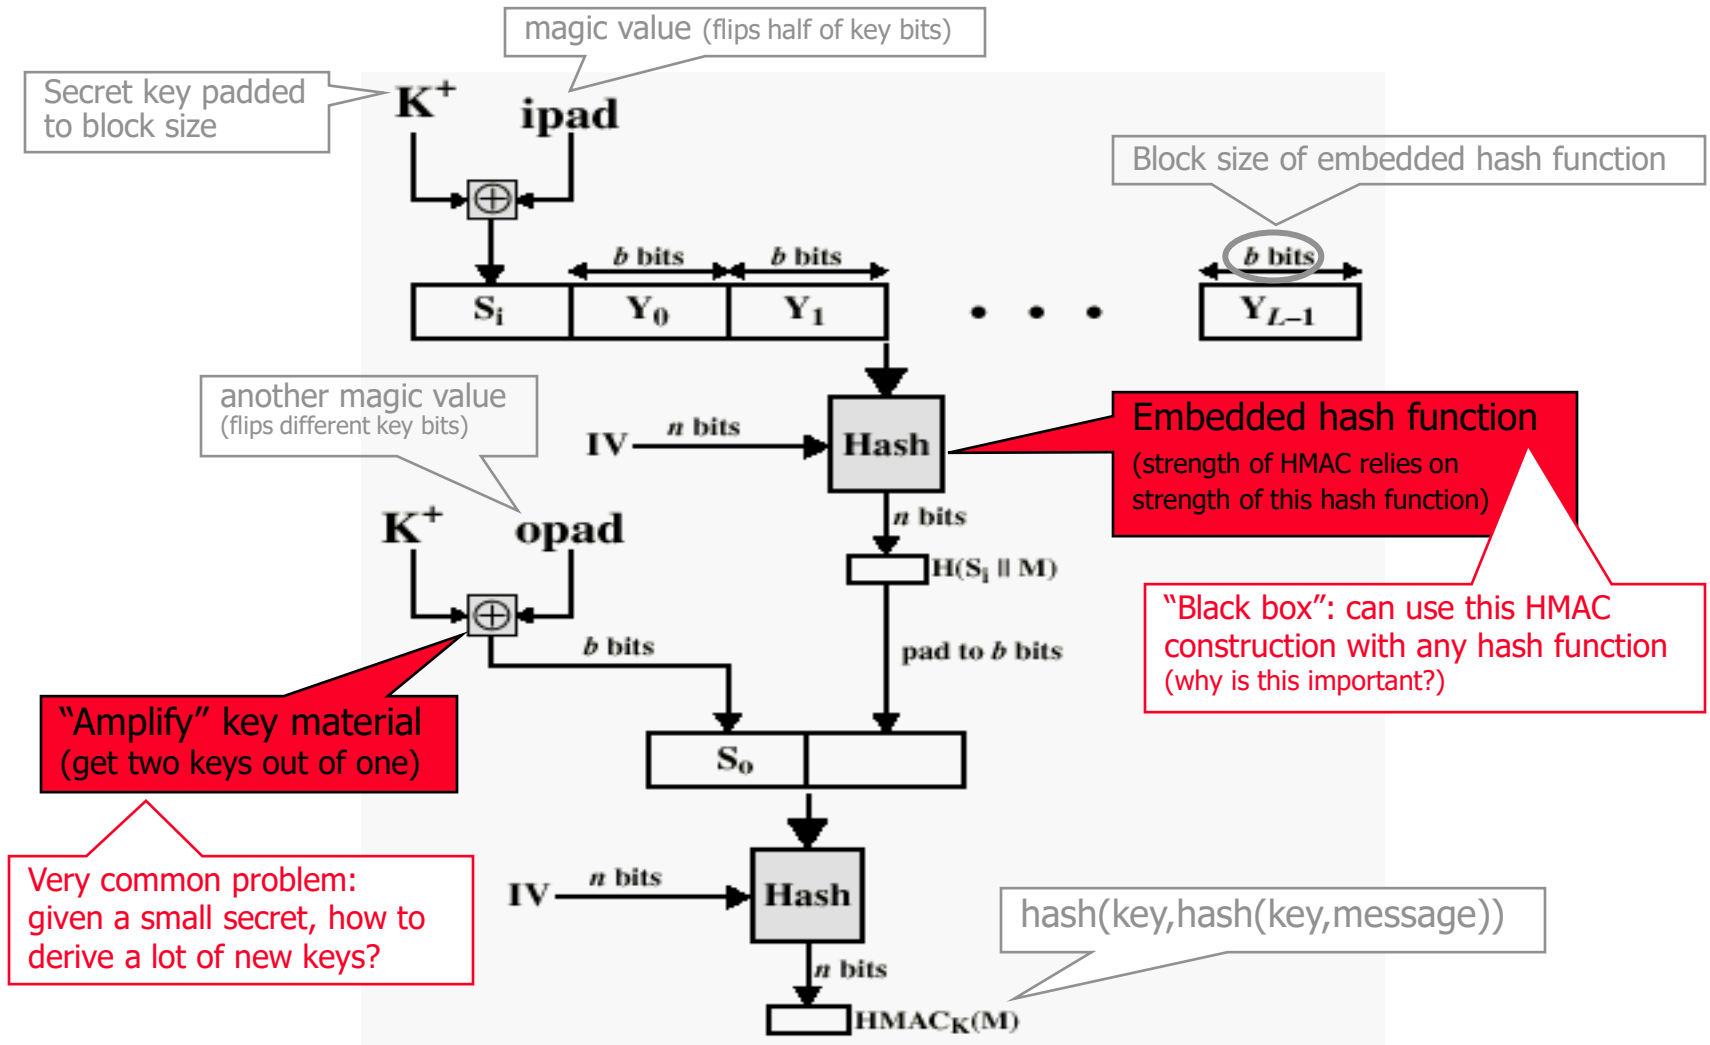 magic value (flips half of key bits)
Secret key padded
to block size
K+
ipad
Block size of embedded hash function
⊕
b bits
b bits
b bits
Si
Y0
Y1
• • •
YL−1
another magic value
(flips different key bits)
IV
n bits
Hash
Embedded hash function
(strength of HMAC relies on
strength of this hash function)
n bits
K+
opad
H(Si || M)
“Black box”: can use this HMAC
construction with any hash function
(why is this important?)
⊕
b bits
pad to b bits
“Amplify” key material
(get two keys out of one)
So
Very common problem:
given a small secret, how to
derive a lot of new keys?
IV
n bits
Hash
hash(key,hash(key,message))
n bits
HMACK(M)